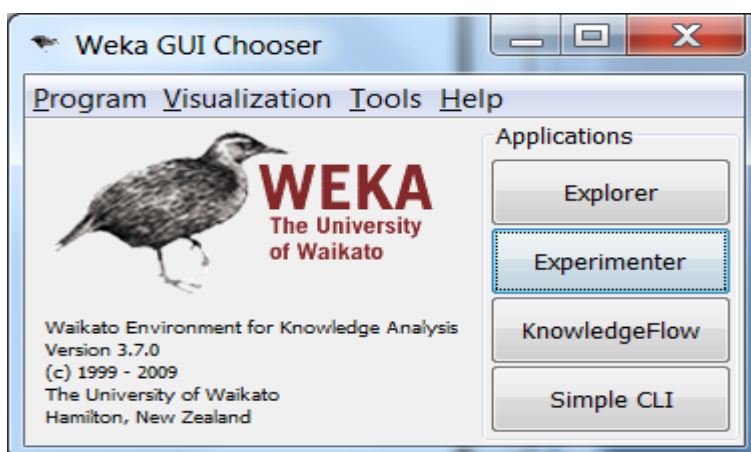 Weka GUI Chooser
Program Visualization Tools Help
WEKA
The University
of Waikato
Waikato Environment for Knowledge Analysis
Version 3.7.0
(c) 1999 - 2009
The University of Waikato
Hamilton, New Zealand
Applications
Explorer
Experimenter
KnowledgeFlow
Simple CLI